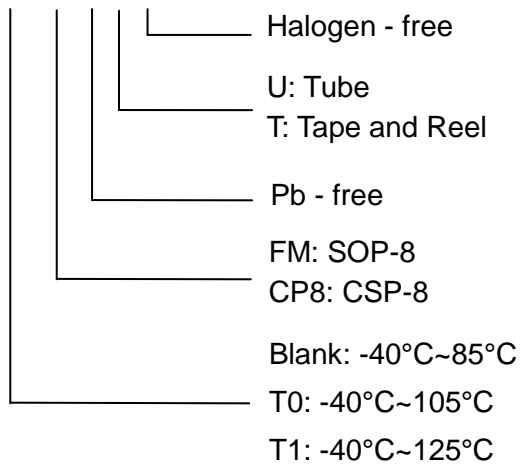 Halogen - free
U: Tube
T: Tape and Reel
Pb - free
FM: SOP-8
CP8: CSP-8
Blank: -40°C~85°C
T0: -40°C~105°C
T1: -40°C~125°C